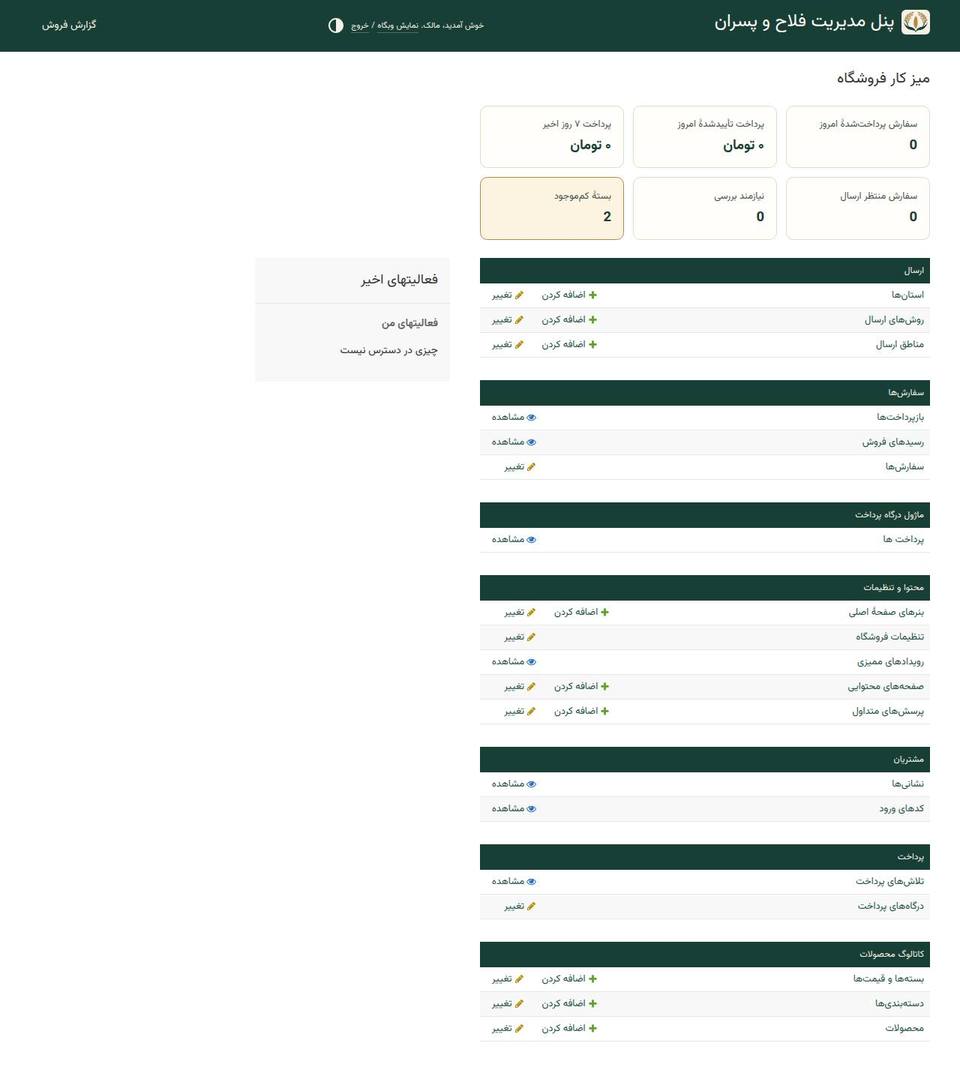 پنل مدیریت فلاح و پسران
خوش آمدید، مالک. نمایش وبگاه / خروج
گزارش فروش
میز کار فروشگاه
سفارش پرداخت‌شدهٔ امروز
0
پرداخت تأییدشدهٔ امروز
۰ تومان
پرداخت ۷ روز اخیر
۰ تومان
سفارش منتظر ارسال
0
نیازمند بررسی
0
بستهٔ کم‌موجود
2
ارسال
استان‌ها اضافه کردن تغییر
روش‌های ارسال اضافه کردن تغییر
مناطق ارسال اضافه کردن تغییر
سفارش‌ها
بازپرداخت‌ها مشاهده
رسیدهای فروش مشاهده
سفارش‌ها تغییر
ماژول درگاه پرداخت
پرداخت ها مشاهده
محتوا و تنظیمات
بنرهای صفحهٔ اصلی اضافه کردن تغییر
تنظیمات فروشگاه تغییر
رویدادهای ممیزی مشاهده
صفحه‌های محتوایی اضافه کردن تغییر
پرسش‌های متداول اضافه کردن تغییر
مشتریان
نشانی‌ها مشاهده
کدهای ورود مشاهده
پرداخت
تلاش‌های پرداخت مشاهده
درگاه‌های پرداخت تغییر
کاتالوگ محصولات
بسته‌ها و قیمت‌ها اضافه کردن تغییر
دسته‌بندی‌ها اضافه کردن تغییر
محصولات اضافه کردن تغییر
فعالیتهای اخیر
فعالیتهای من
چیزی در دسترس نیست